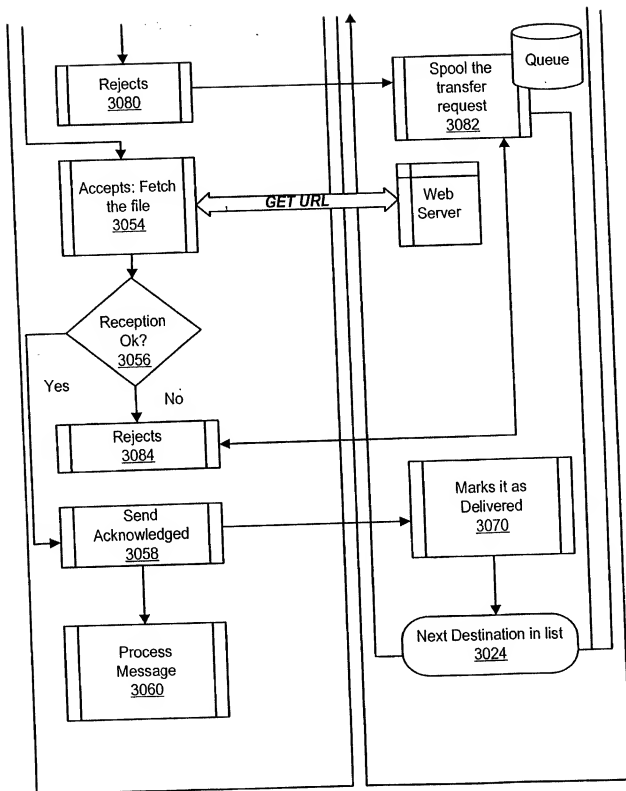 Rejects
3080
Spool the
transfer
request
3082
Queue
Accepts: Fetch
the file
3054
GET URL
Web
Server
Reception
Ok?
3056
Yes
No
Rejects
3084
Send
Acknowledged
3058
Marks it as
Delivered
3070
Process
Message
3060
Next Destination in list
3024